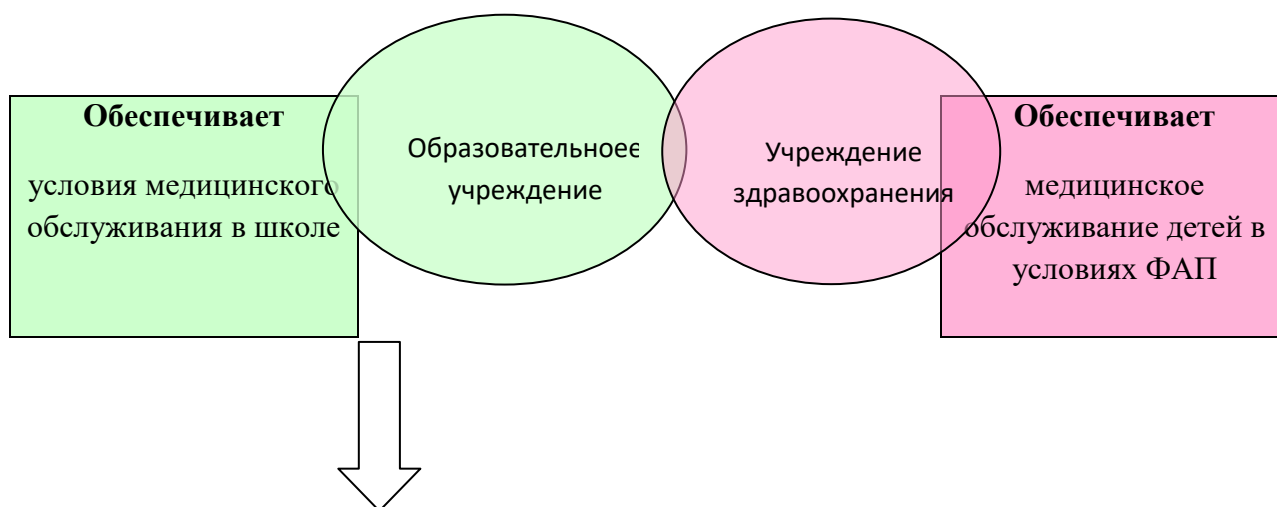 Обеспечивает
условия медицинского
обслуживания в школе
Образовательноее
учреждение
Учреждение
здравоохранения
Обеспечивает
медицинское
обслуживание детей в
условиях ФАП